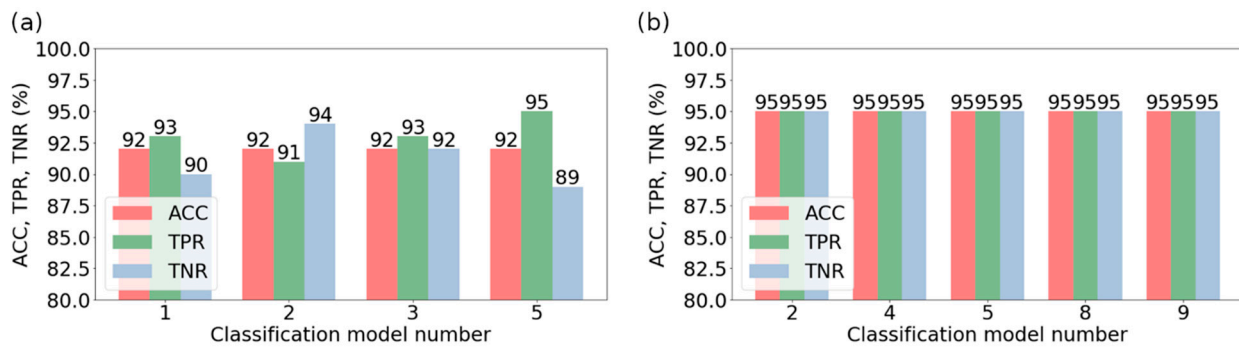 (a)
ACC, TPR, TNR (%)
100.0
97.5
95.0
92.5
90.0
87.5
85.0
82.5
80.0
92 93 90
92 91 94
92 93 92
92 95 89
ACC
TPR
TNR
1 2 3 5
Classification model number
(b)
ACC, TPR, TNR (%)
100.0
97.5
95.0
92.5
90.0
87.5
85.0
82.5
80.0
959595 959595 959595 959595 959595
ACC
TPR
TNR
2 4 5 8 9
Classification model number